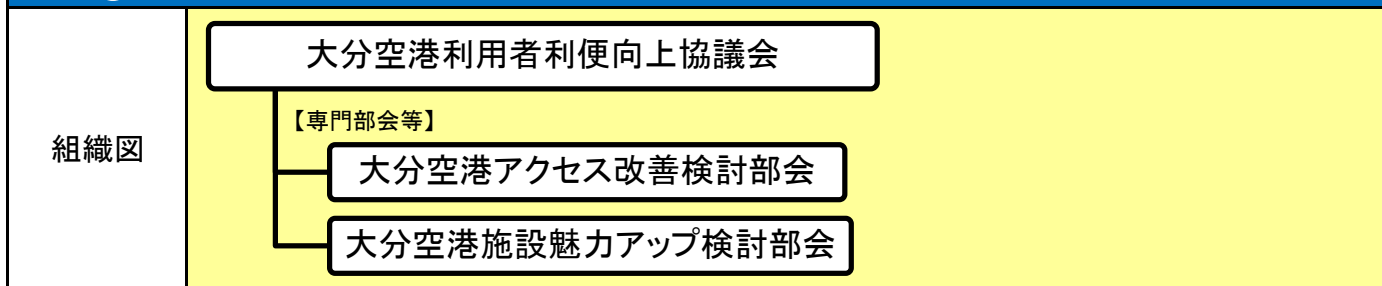 組織図
大分空港利用者利便向上協議会
【専門部会等】
大分空港アクセス改善検討部会
大分空港施設魅力アップ検討部会